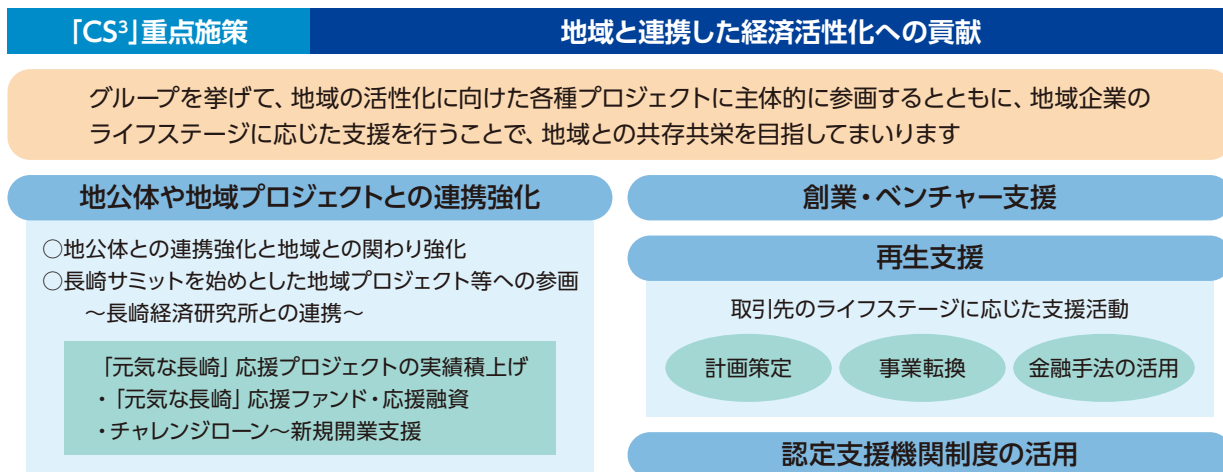 「CS³」重点施策
地域と連携した経済活性化への貢献
グループを挙げて、地域の活性化に向けた各種プロジェクトに主体的に参画するとともに、地域企業の
ライフステージに応じた支援を行うことで、地域との共存共栄を目指してまいります
地公体や地域プロジェクトとの連携強化
○地公体との連携強化と地域との関わり強化
○長崎サミットを始めとした地域プロジェクト等への参画
～長崎経済研究所との連携～
「元気な長崎」応援プロジェクトの実績積上げ
・「元気な長崎」応援ファンド・応援融資
・チャレンジローン～新規開業支援
創業・ベンチャー支援
再生支援
取引先のライフステージに応じた支援活動
計画策定
事業転換
金融手法の活用
認定支援機関制度の活用